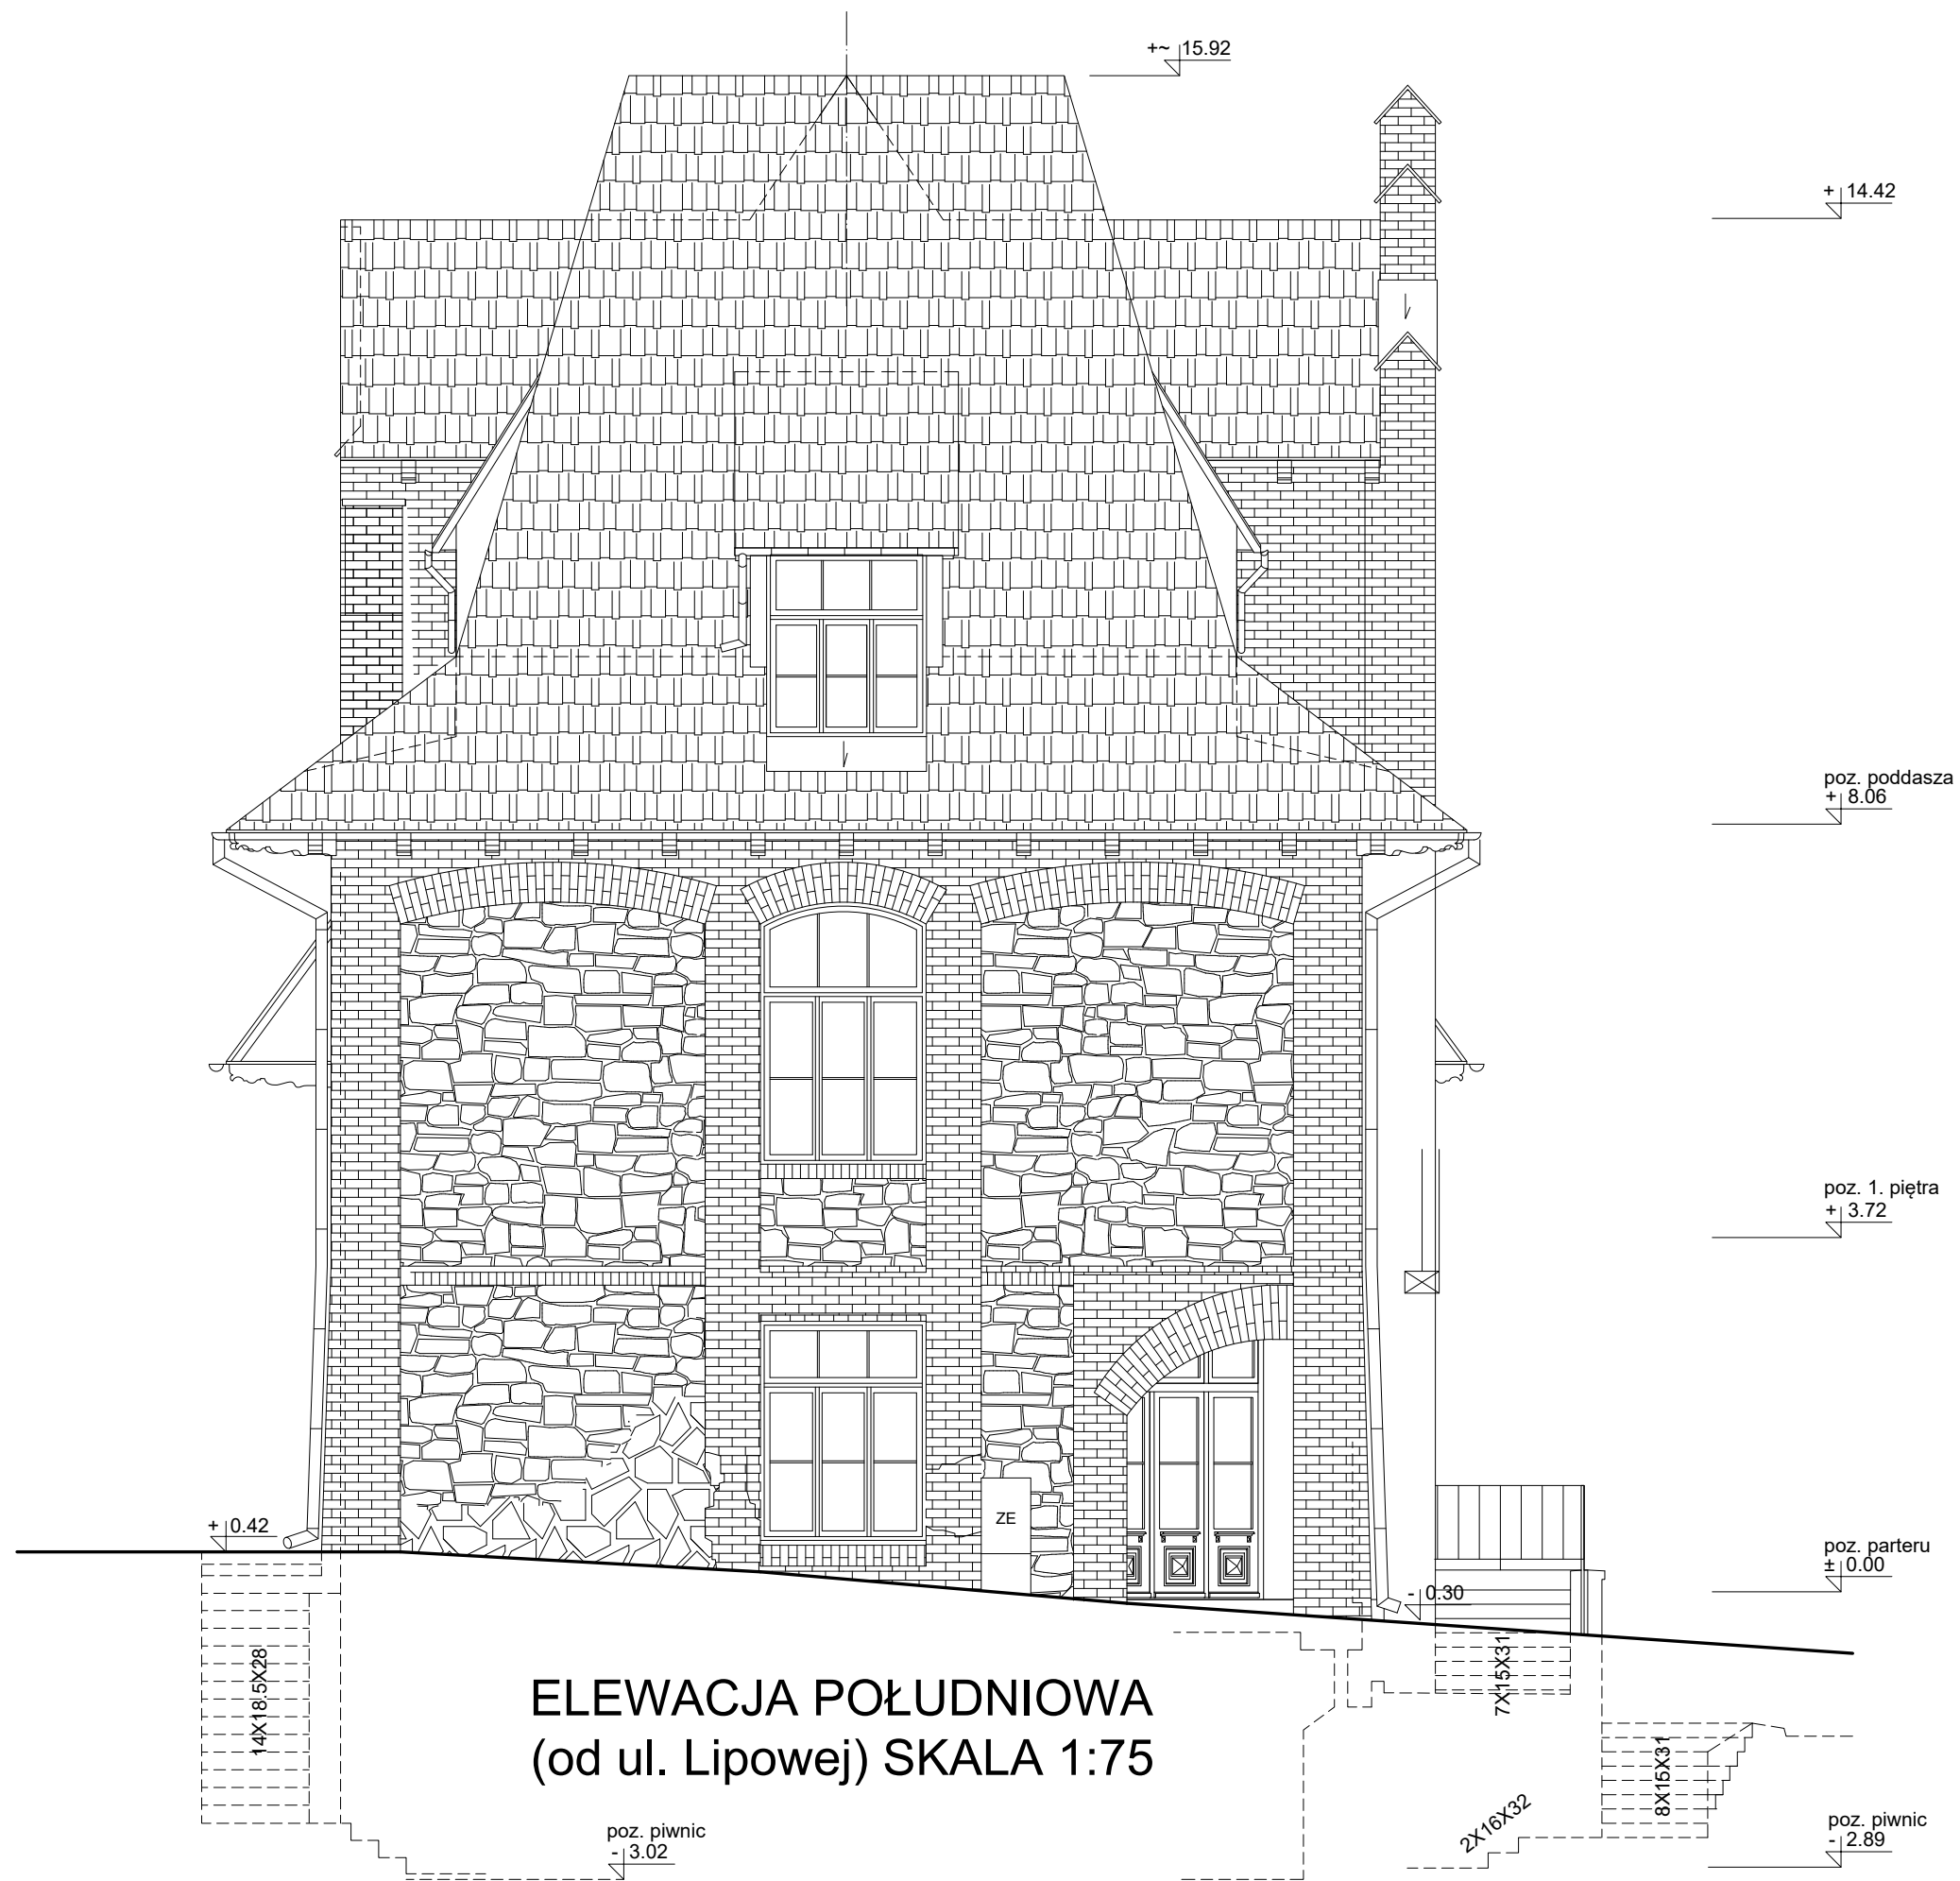 +~ 15.92
+ 14.42
poz. poddasza
+ 8.06
poz. 1. piętra
+ 3.72
+ 0.42
ZE
poz. parteru
± 0.00
- 0.30
14X18.5X28
ELEWACJA POŁUDNIOWA
(od ul. Lipowej) SKALA 1:75
7X15X31
8X15X31
2X16X32
poz. piwnic
- 3.02
poz. piwnic
- 2.89